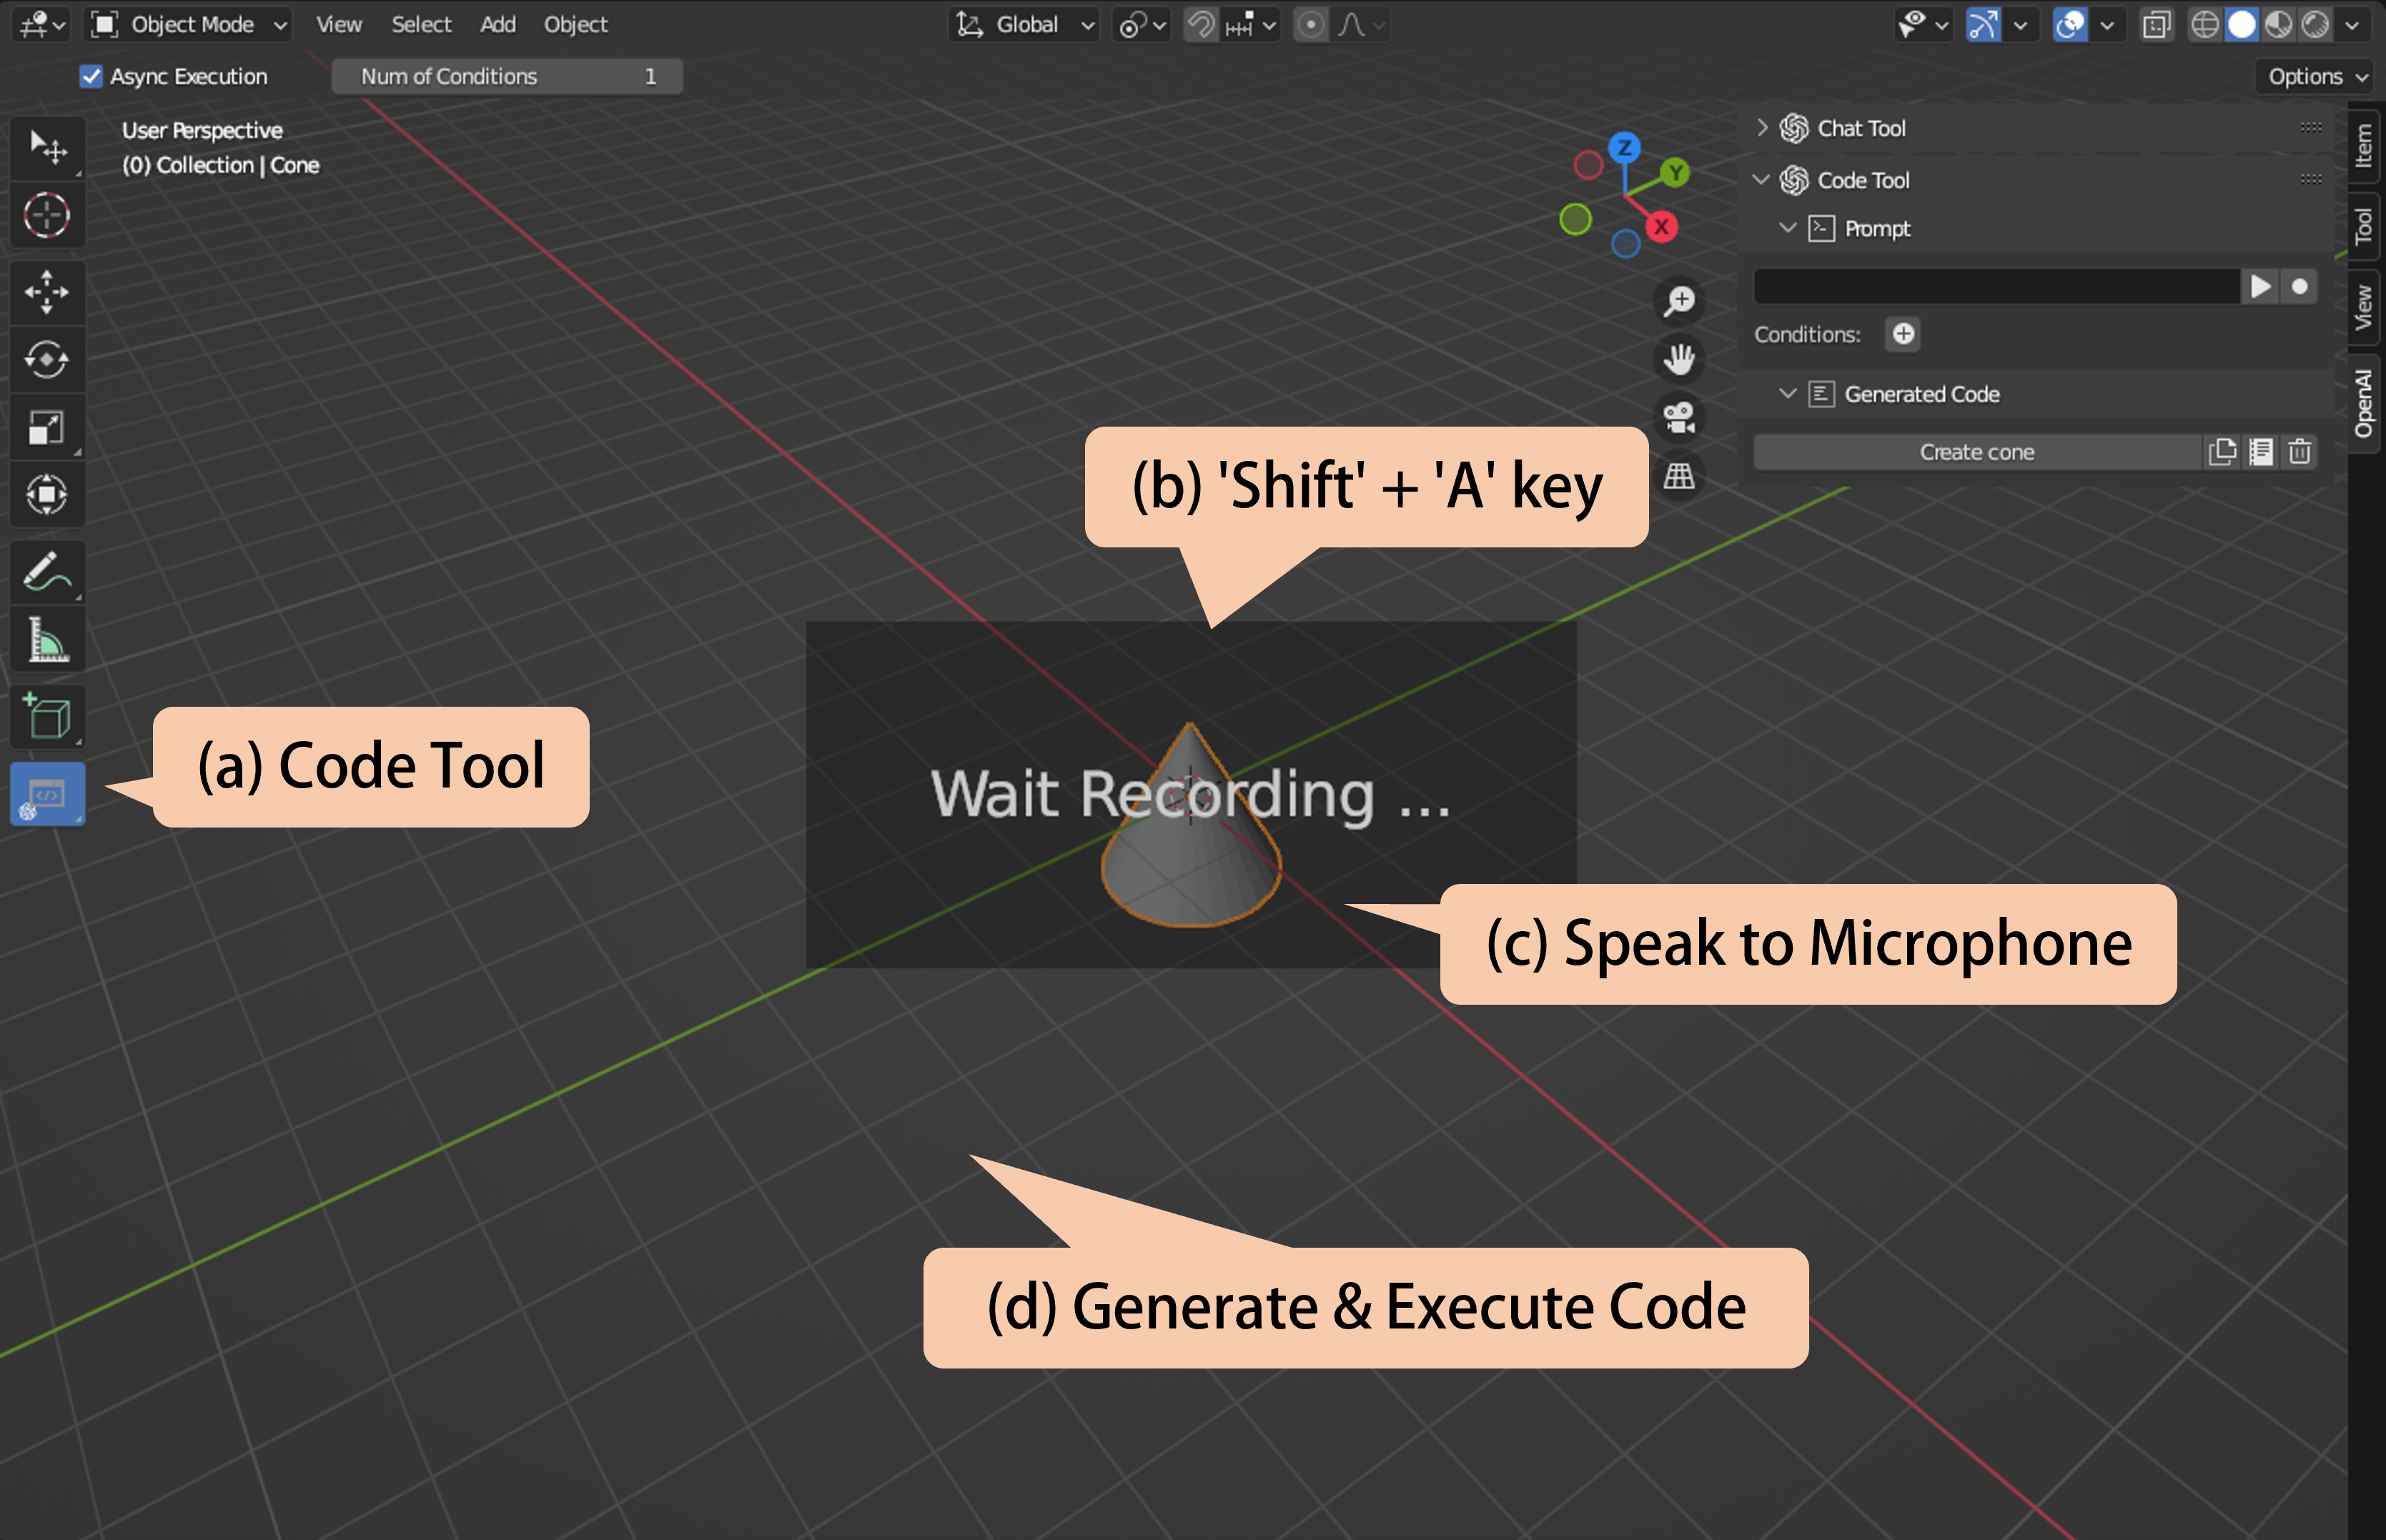 Object Mode View Select Add Object Global
Async Execution Num of Conditions 1 Options
User Perspective
(0) Collection | Cone
Z
Y
X
Chat Tool
Code Tool
Prompt
Conditions:
Generated Code
Create cone
Item
Tool
View
OpenAI
(b) 'Shift' + 'A' key
(a) Code Tool
Wait Recording ...
(c) Speak to Microphone
(d) Generate & Execute Code